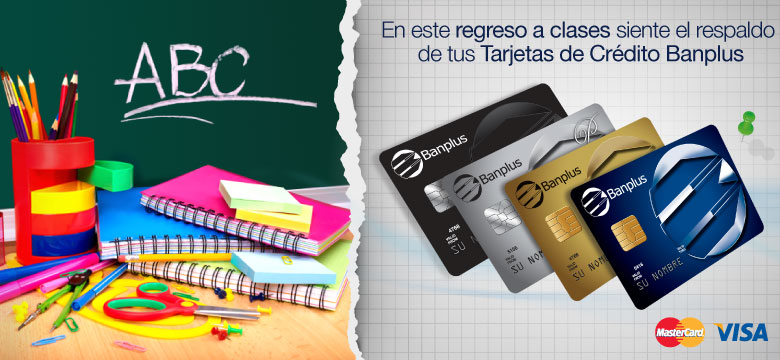 ABC
En este regreso a clases siente el respaldo
de tus Tarjetas de Crédito Banplus
Banplus
Banplus
Banplus
Banplus
SU NOMBRE
SU NOMBRE
MasterCard
VISA